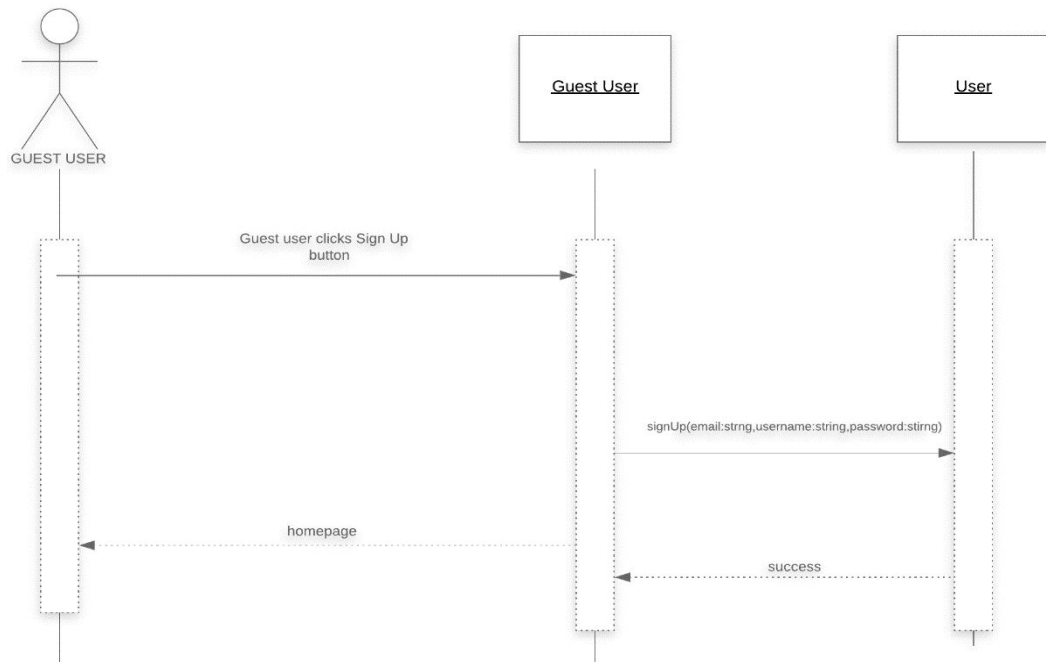 Guest User
User
GUEST USER
Guest user clicks Sign Up
button
signUp(email:strng,username:string,password:stirng)
homepage
success